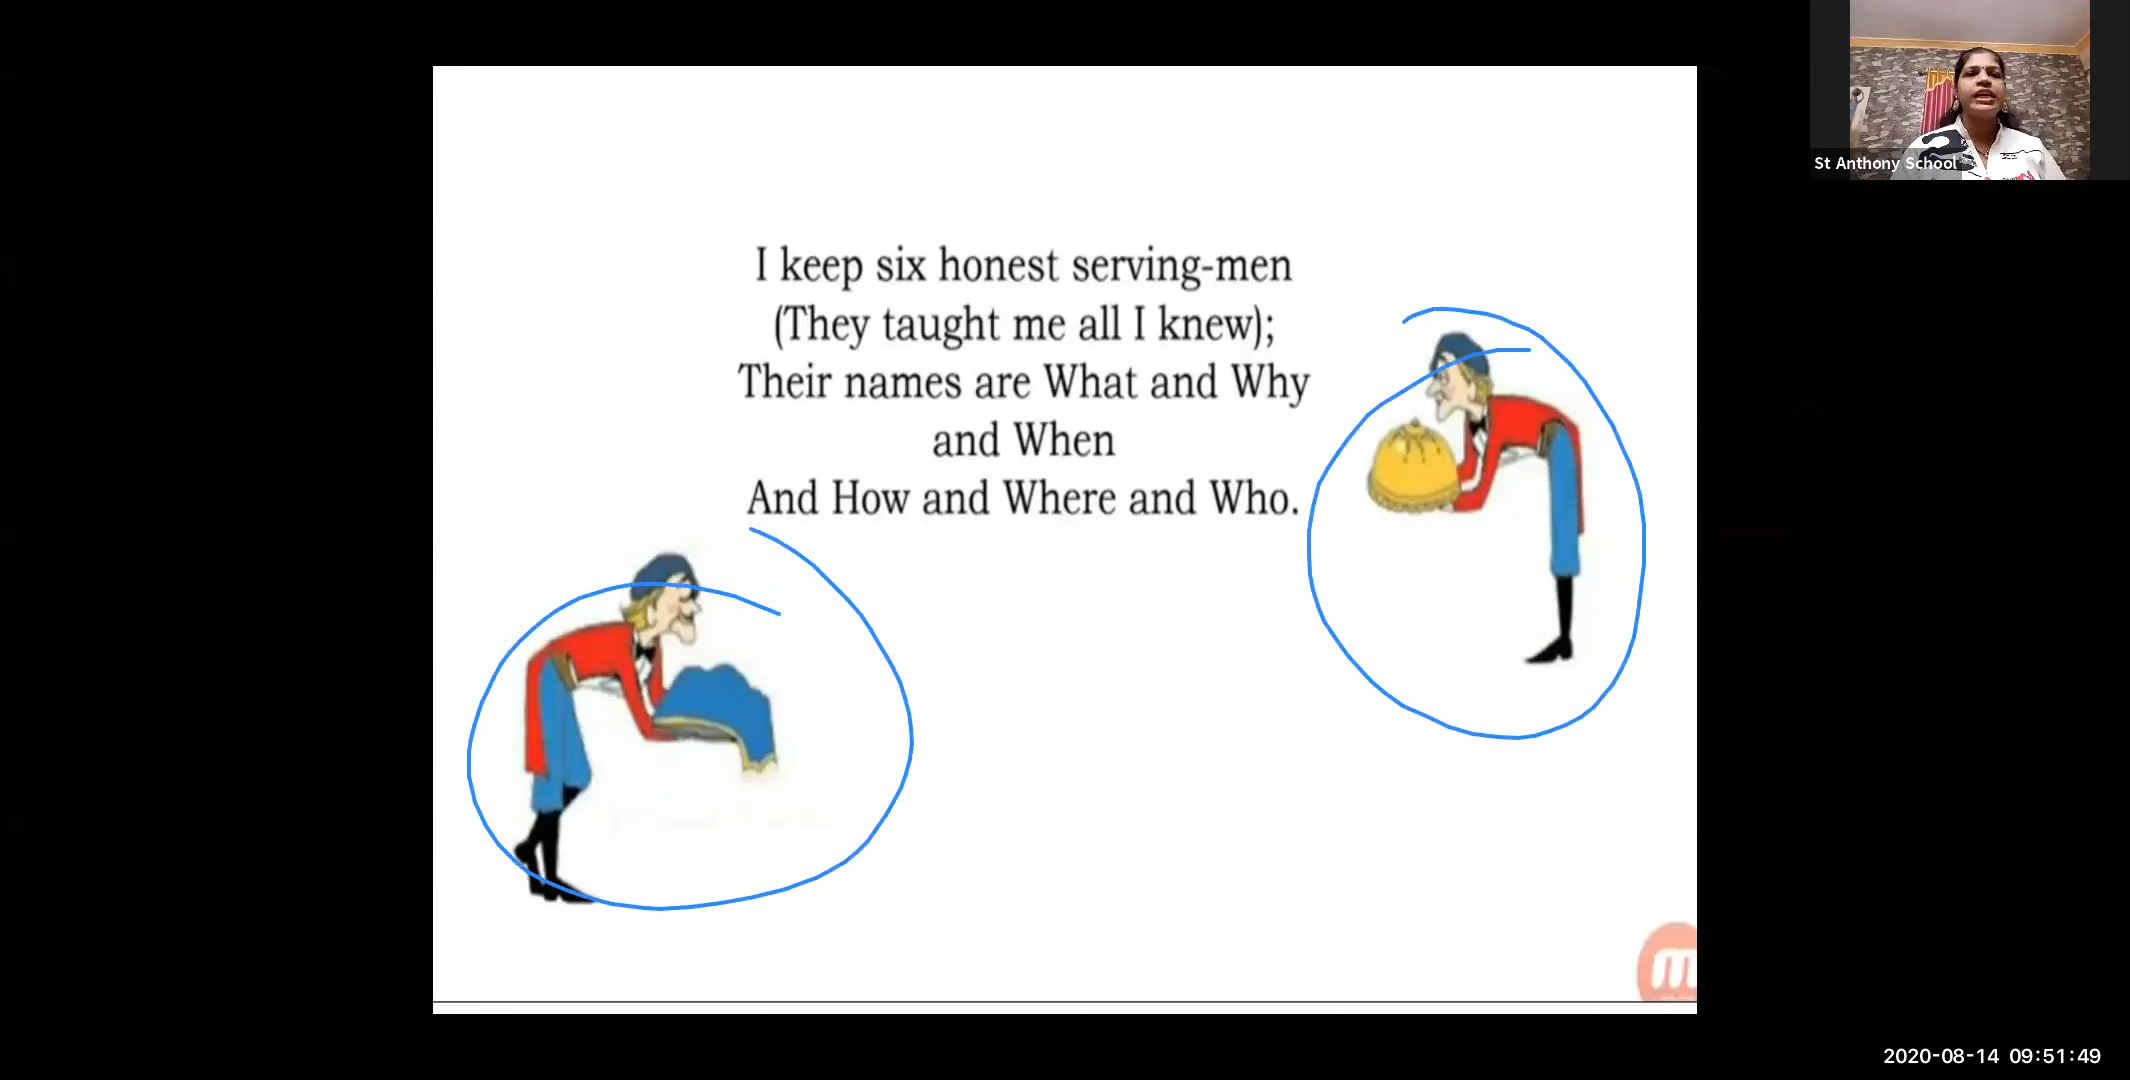 St Anthony School
I keep six honest serving-men
(They taught me all I knew);
Their names are What and Why
and When
And How and Where and Who.
m
2020-08-14 09:51:49